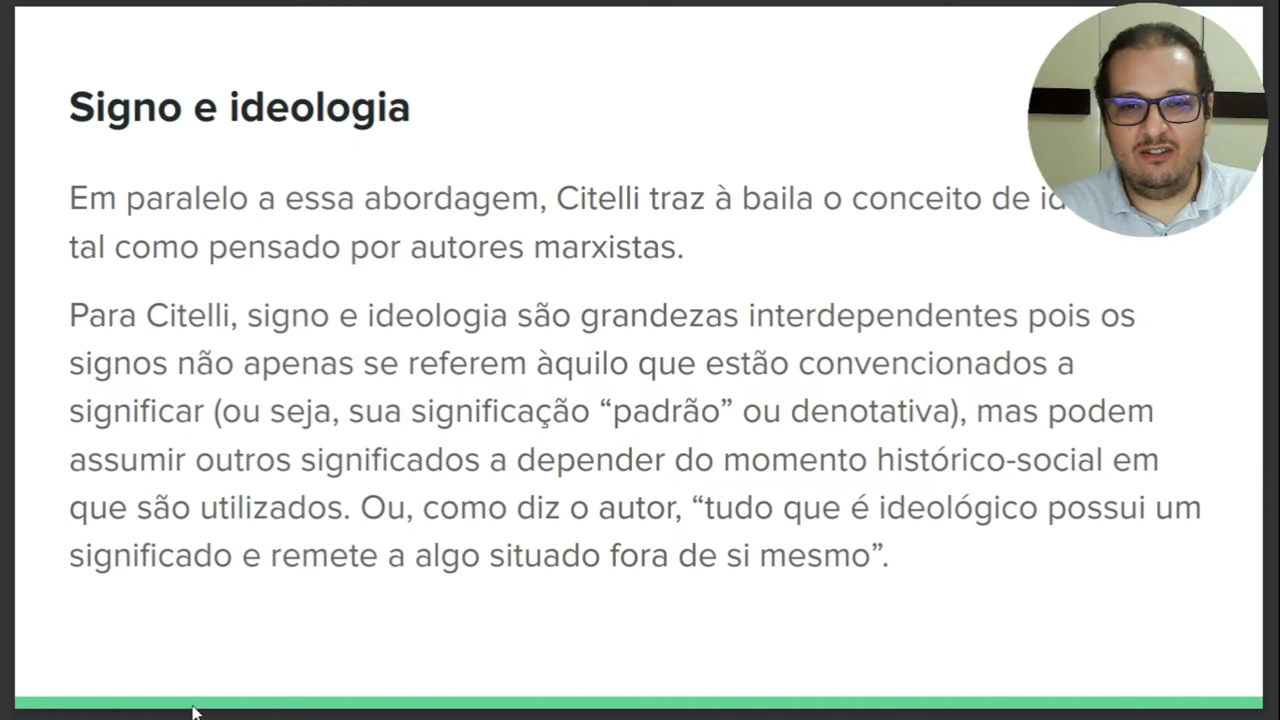 Signo e ideologia
Em paralelo a essa abordagem, Citelli traz à baila o conceito de
tal como pensado por autores marxistas.
Para Citelli, signo e ideologia são grandezas interdependentes pois os
signos não apenas se referem àquilo que estão convencionados a
significar (ou seja, sua significação “padrão” ou denotativa), mas podem
assumir outros significados a depender do momento histórico-social em
que são utilizados. Ou, como diz o autor, “tudo que é ideológico possui um
significado e remete a algo situado fora de si mesmo”.